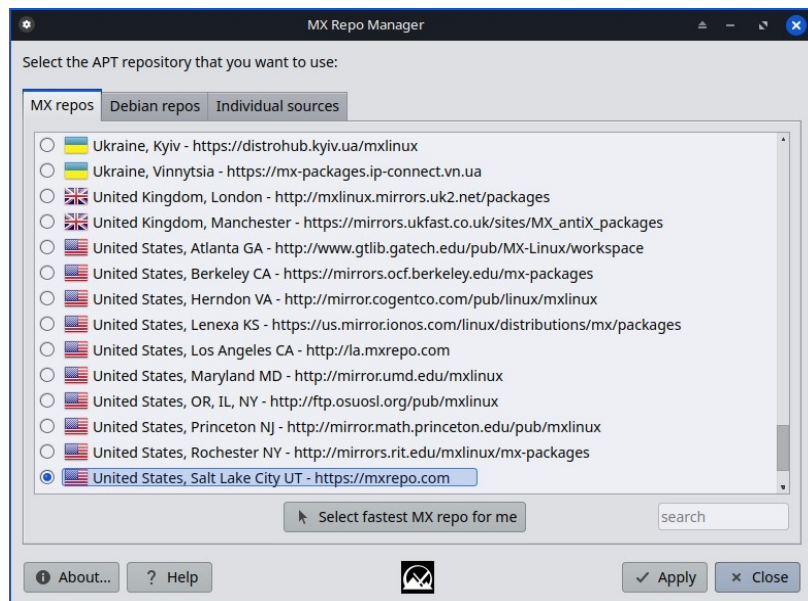 MX Repo Manager
Select the APT repository that you want to use:
MX repos Debian repos Individual sources
Ukraine, Kyiv - https://distrohub.kyiv.ua/mxlinux
Ukraine, Vinnytsia - https://mx-packages.ip-connect.vn.ua
United Kingdom, London - http://mxlinux.mirrors.uk2.net/packages
United Kingdom, Manchester - https://mirrors.ukfast.co.uk/sites/MX_antiX_packages
United States, Atlanta GA - http://www.gtlib.gatech.edu/pub/MX-Linux/workspace
United States, Berkeley CA - https://mirrors.ocf.berkeley.edu/mx-packages
United States, Herndon VA - http://mirror.cogentco.com/pub/linux/mxlinux
United States, Lenexa KS - https://us.mirror.ionos.com/linux/distributions/mx/packages
United States, Los Angeles CA - http://la.mxrepo.com
United States, Maryland MD - http://mirror.umd.edu/mxlinux
United States, OR, IL, NY - http://ftp.osuosl.org/pub/mxlinux
United States, Princeton NJ - http://mirror.math.princeton.edu/pub/mxlinux
United States, Rochester NY - http://mirrors.rit.edu/mxlinux/mx-packages
United States, Salt Lake City UT - https://mxrepo.com
Select fastest MX repo for me search
About... ? Help Apply Close